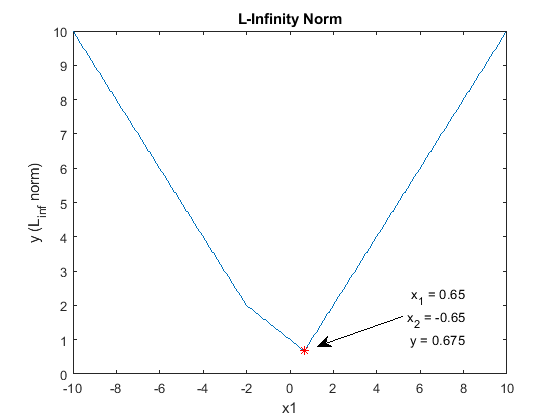 L-Infinity Norm
10
9
8
7
6
5
4
3
2
1
0
y (L_inf norm)
x_1 = 0.65
x_2 = -0.65
y = 0.675
-10 -8 -6 -4 -2 0 2 4 6 8 10
x1